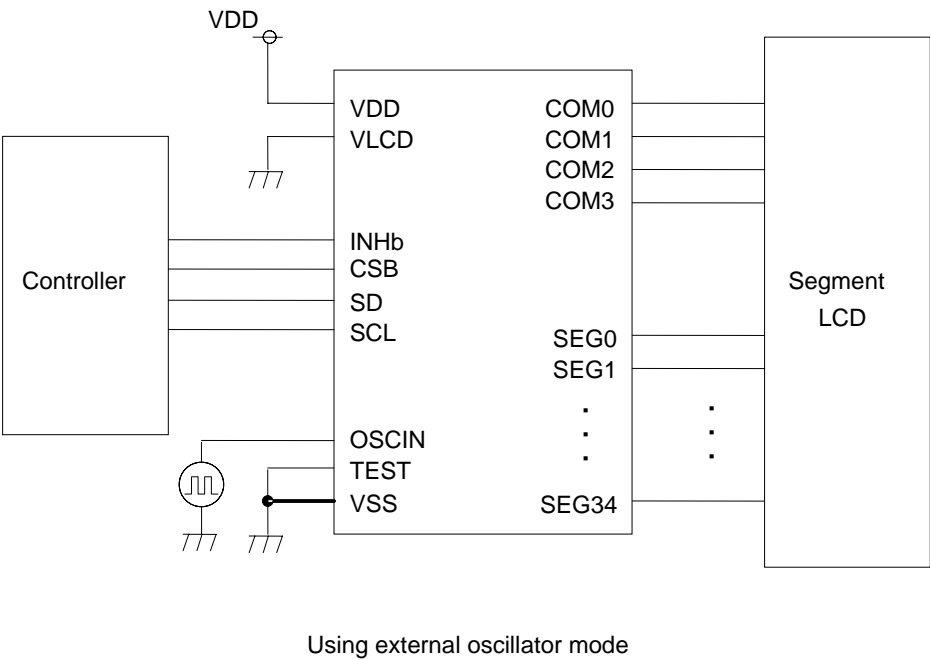 VDD
VDD
VLCD
INHb
CSB
SD
SCL
OSCIN
TEST
VSS
COM0
COM1
COM2
COM3
SEG0
SEG1
SEG34
Controller
Segment
LCD
Using external oscillator mode